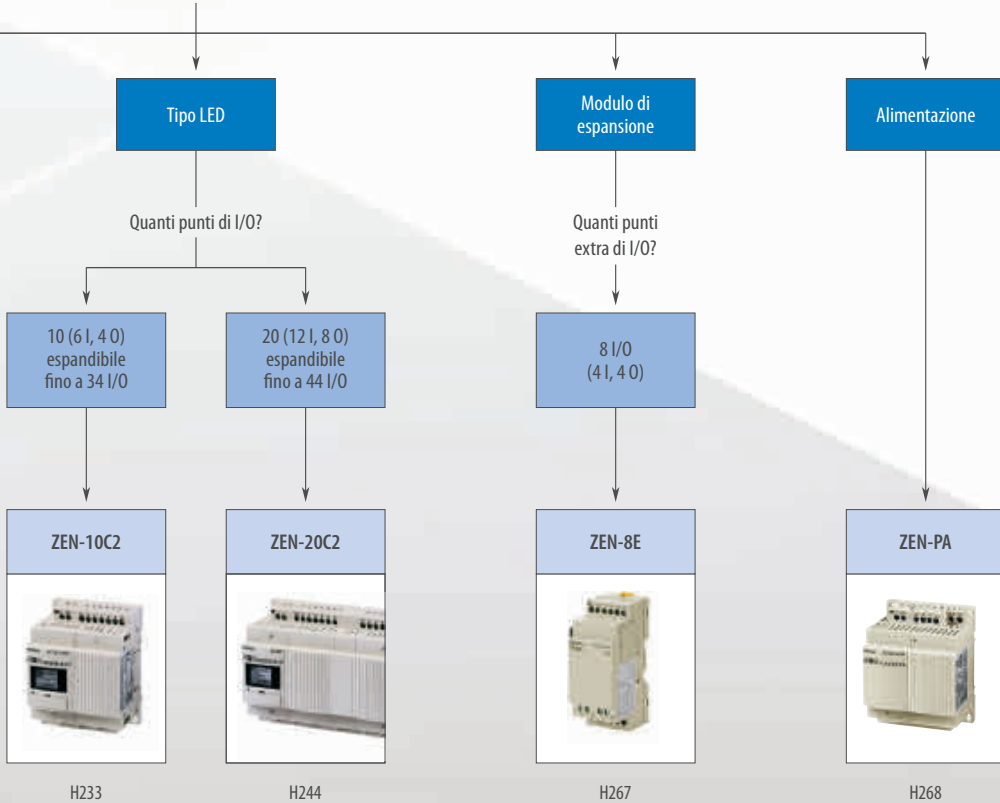 Tipo LED
Modulo di
espansione
Alimentazione
Quanti punti di I/O?
Quanti punti
extra di I/O?
10 (6 I, 4 O)
espandibile
fino a 34 I/O
20 (12 I, 8 O)
espandibile
fino a 44 I/O
8 I/O
(4 I, 4 O)
ZEN-10C2
ZEN-20C2
ZEN-8E
ZEN-PA
H233
H244
H267
H268